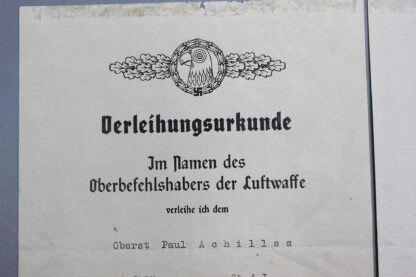 Verleihungsurkunde
Im Namen des
Oberbefehlshabers der Luftwaffe
verleihe ich dem
Oberst Paul Achilles